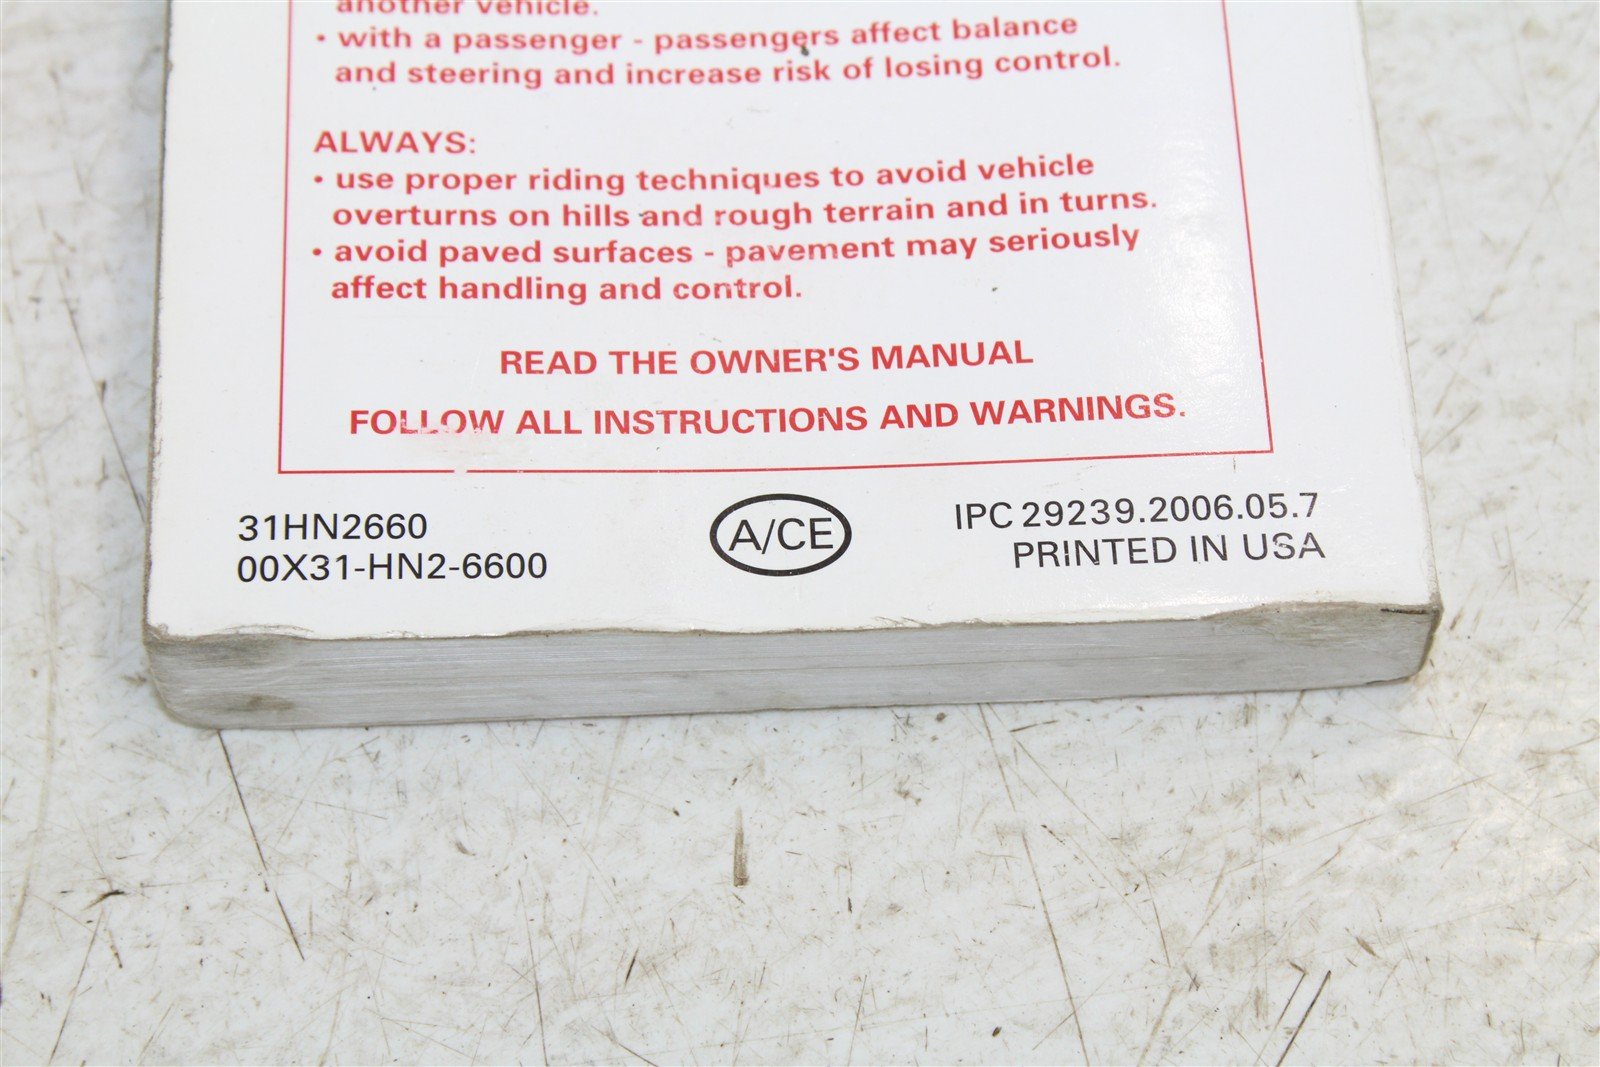 another vehicle.
• with a passenger - passengers affect balance
and steering and increase risk of losing control.
ALWAYS:
• use proper riding techniques to avoid vehicle
overturns on hills and rough terrain and in turns.
• avoid paved surfaces - pavement may seriously
affect handling and control.
READ THE OWNER'S MANUAL
FOLLOW ALL INSTRUCTIONS AND WARNINGS.
31HN2660
00X31-HN2-6600
A/CE
IPC 29239.2006.05.7
PRINTED IN USA